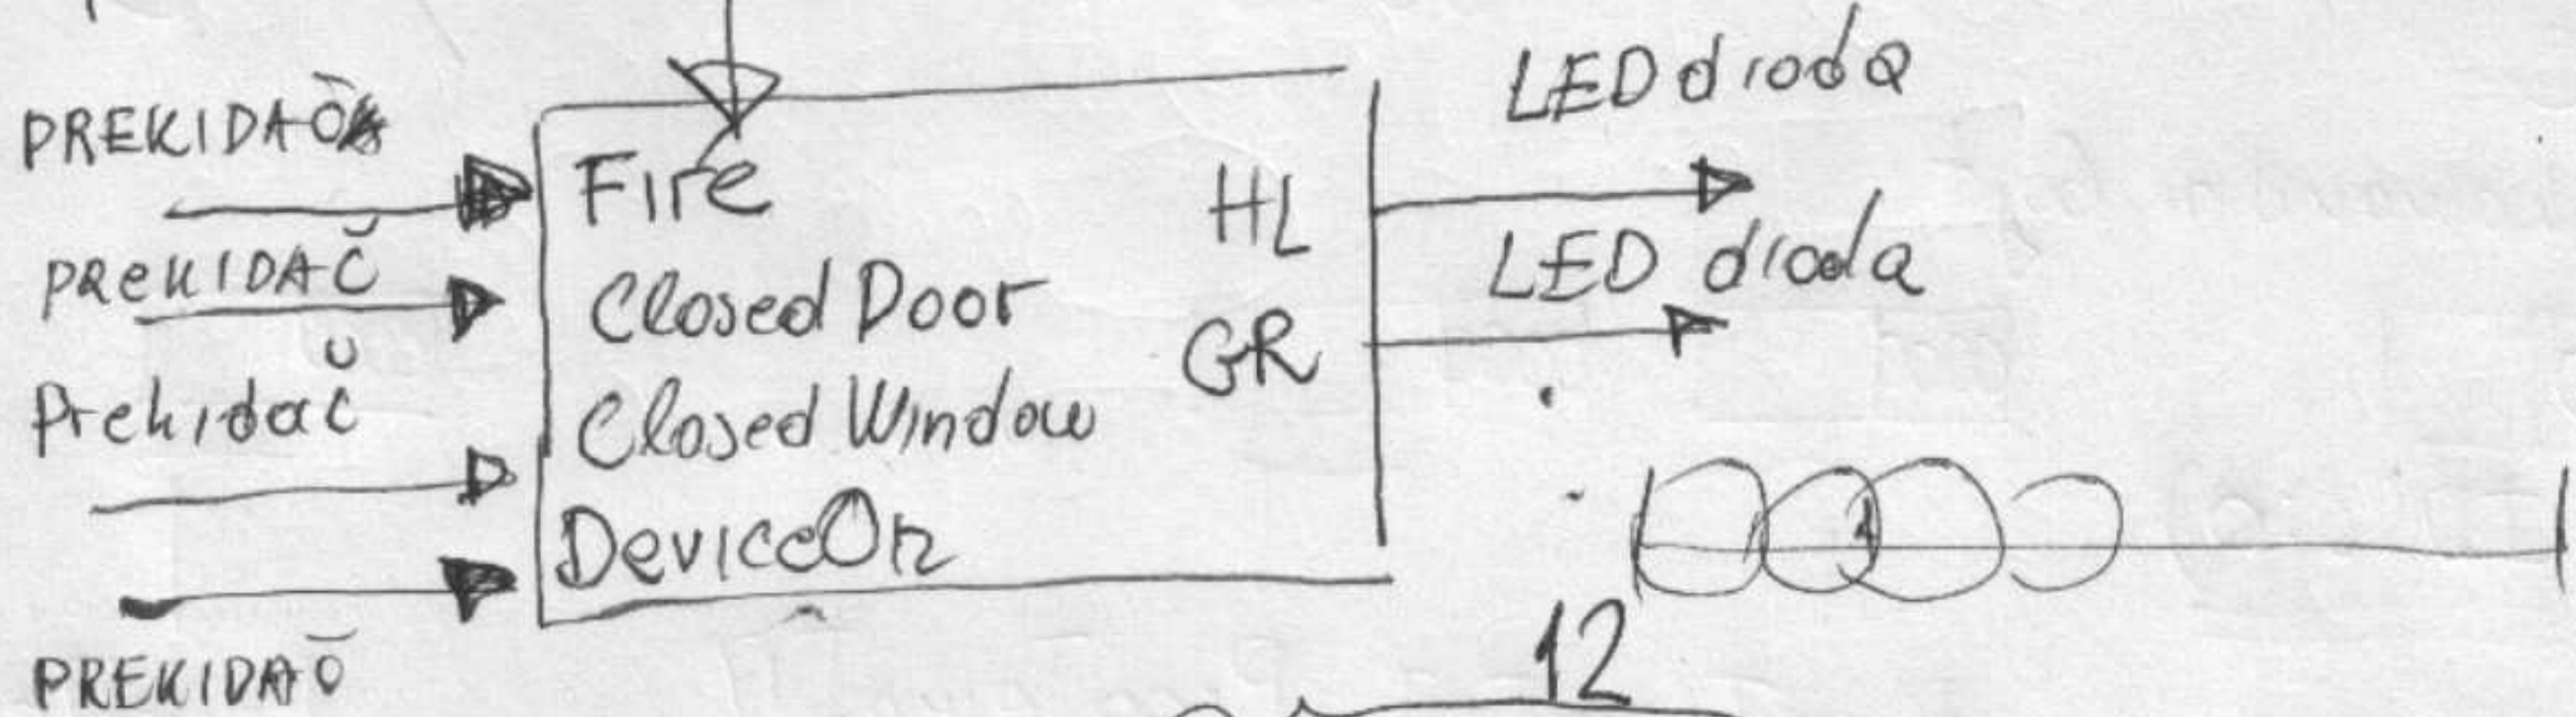 PREKIDAČ
Fire
HL
LED dioda
PREKIDAČ
Closed Door
GR
LED dioda
Prekidač
Closed Window
DeviceOn
PREKIDAČ
12